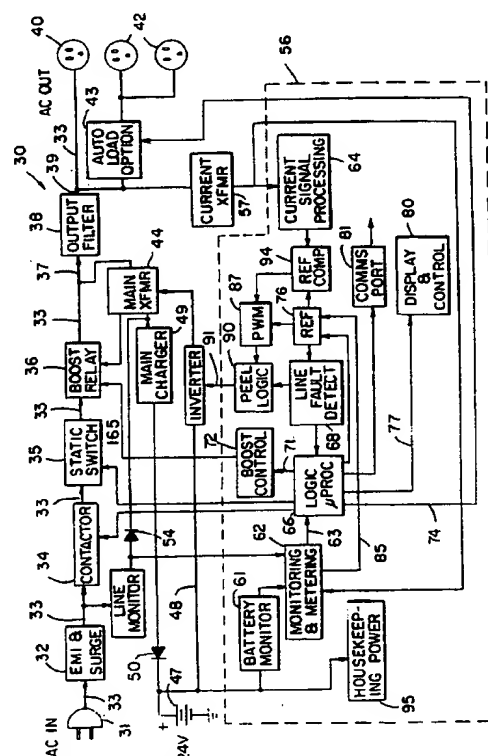 30
AC OUT
40
42
43
39
38
37
36
35
34
33
32
31
33
33
33
33
33
33
AC IN
EMI & SURGE
CONTACTOR
STATIC SWITCH
BOOST RELAY
OUTPUT FILTER
AUTO LOAD OPTION
165
44
MAIN XFMR
LINE MONITOR
54
49
MAIN CHARGER
CURRENT XFMR
57
56
50
47
+
24V
48
INVERTER
91
90
87
94
64
CURRENT SIGNAL PROCESSING
REF COMP
PWM
PEEL LOGIC
76
REF
72
BOOST CONTROL
71
LINE FAULT DETECT
68
81
COMMS PORT
80
DISPLAY & CONTROL
61
BATTERY MONITOR
62
MONITORING & METERING
63
66
LOGIC μPROC
77
74
85
HOUSEKEEPING POWER
95